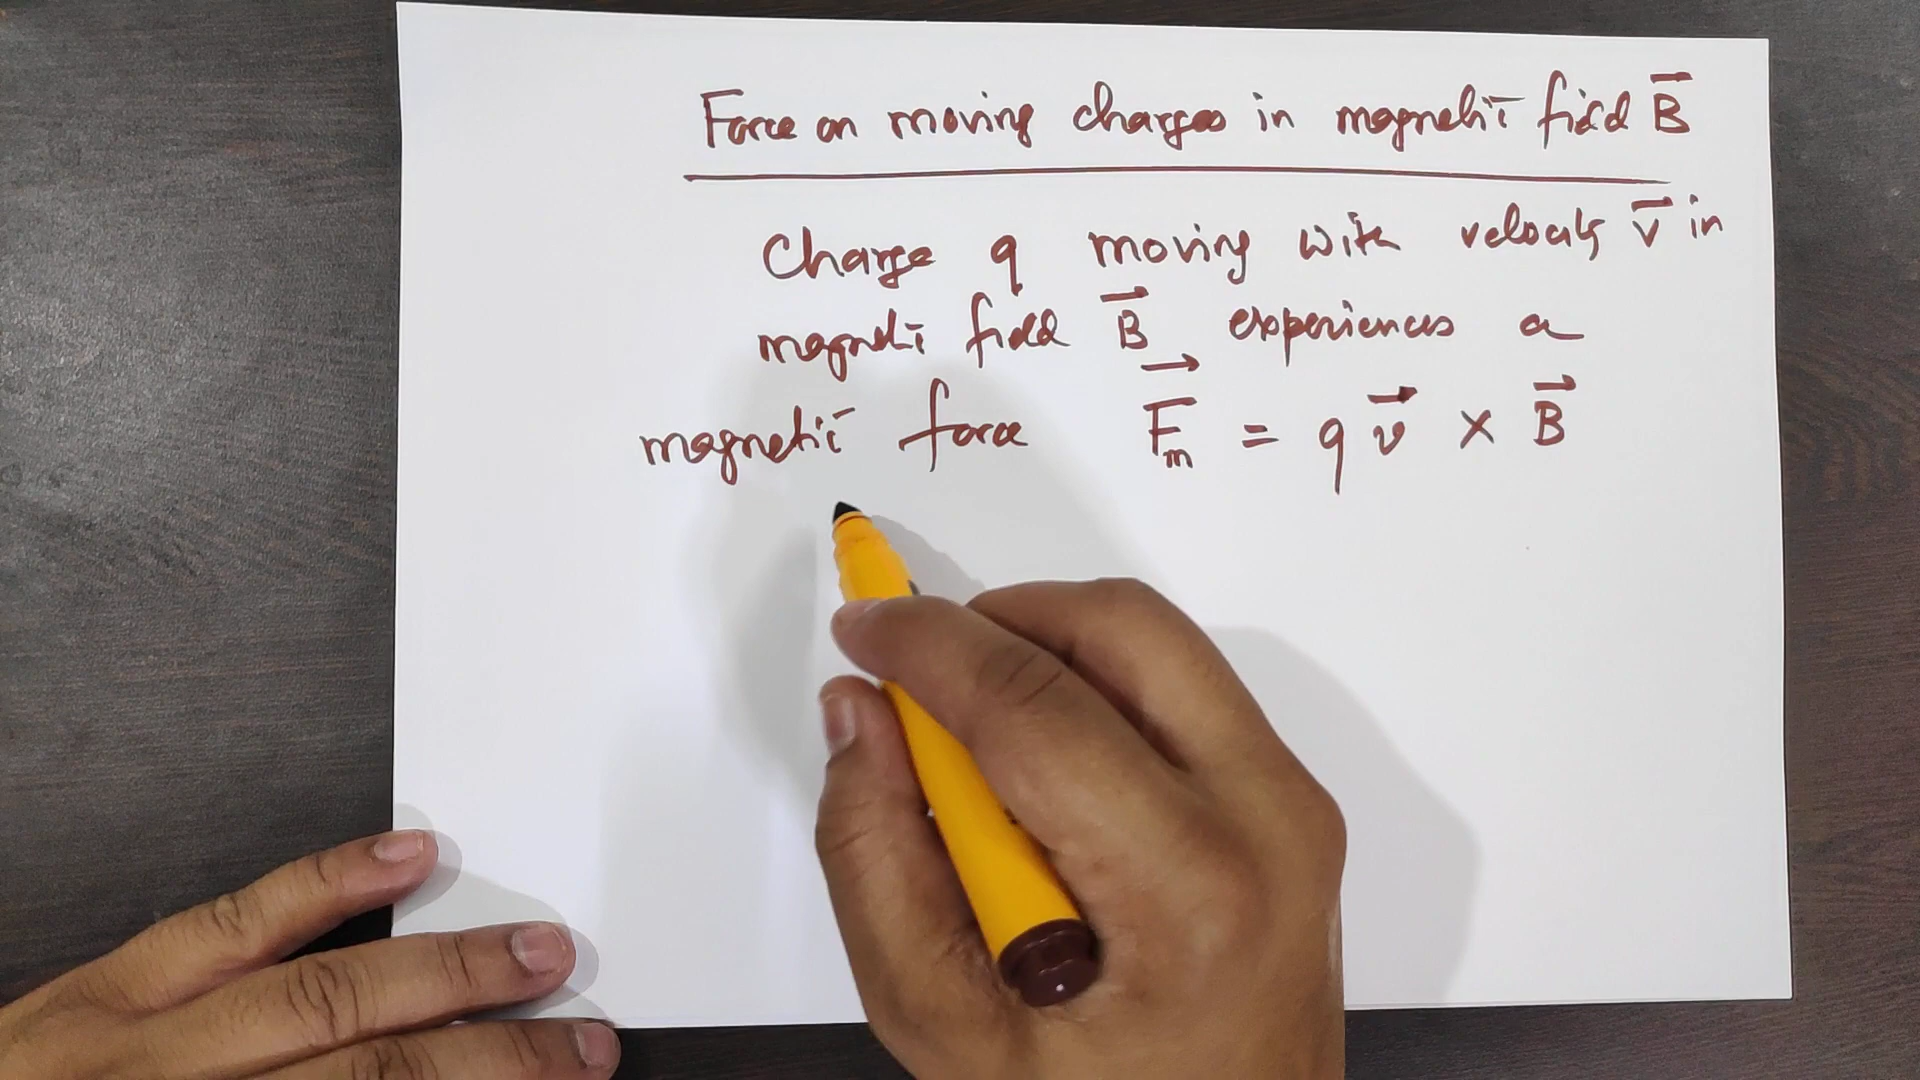 Force on moving charges in magnetic field B⃗
Charge q moving with velocity v⃗ in
magnetic field B⃗ experiences a
magnetic force F⃗m = q v⃗ × B⃗